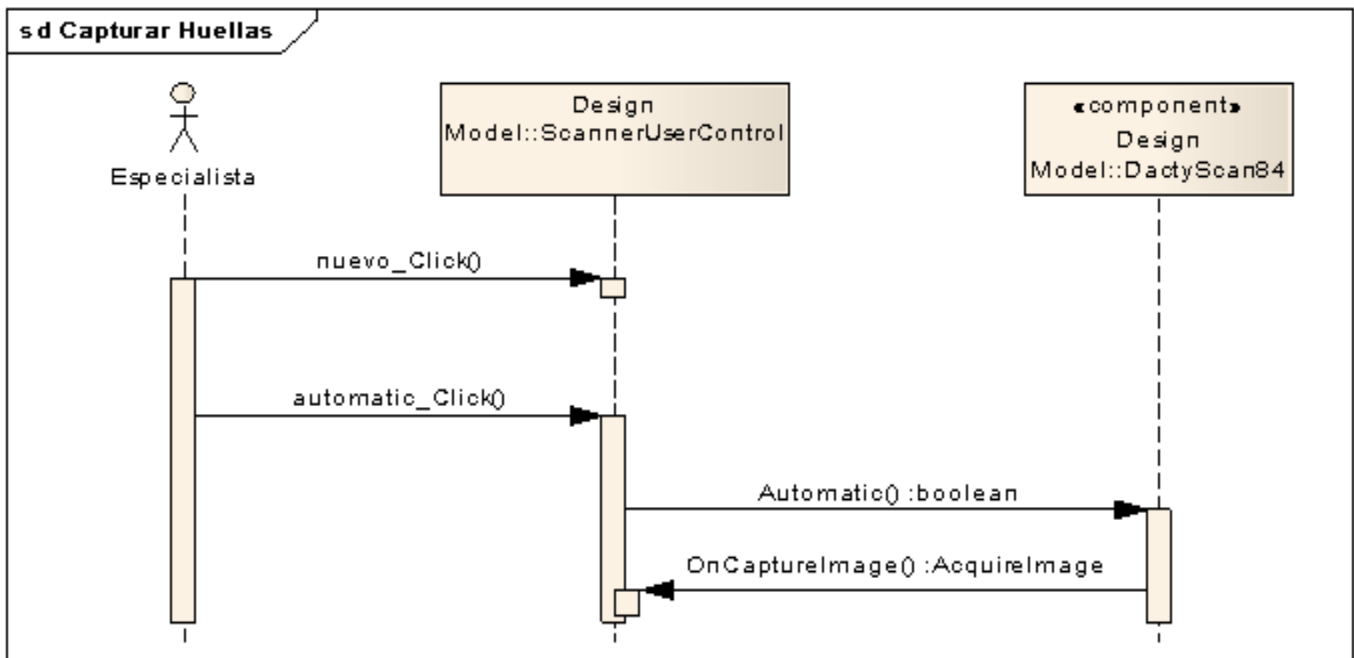 sd Capturar Huellas
Especialista
Design
Model::ScannerUserControl
«component»
Design
Model::DactyScan84
nuevo_Click()
automatic_Click()
Automatic() :boolean
OnCaptureImage() :AcquireImage